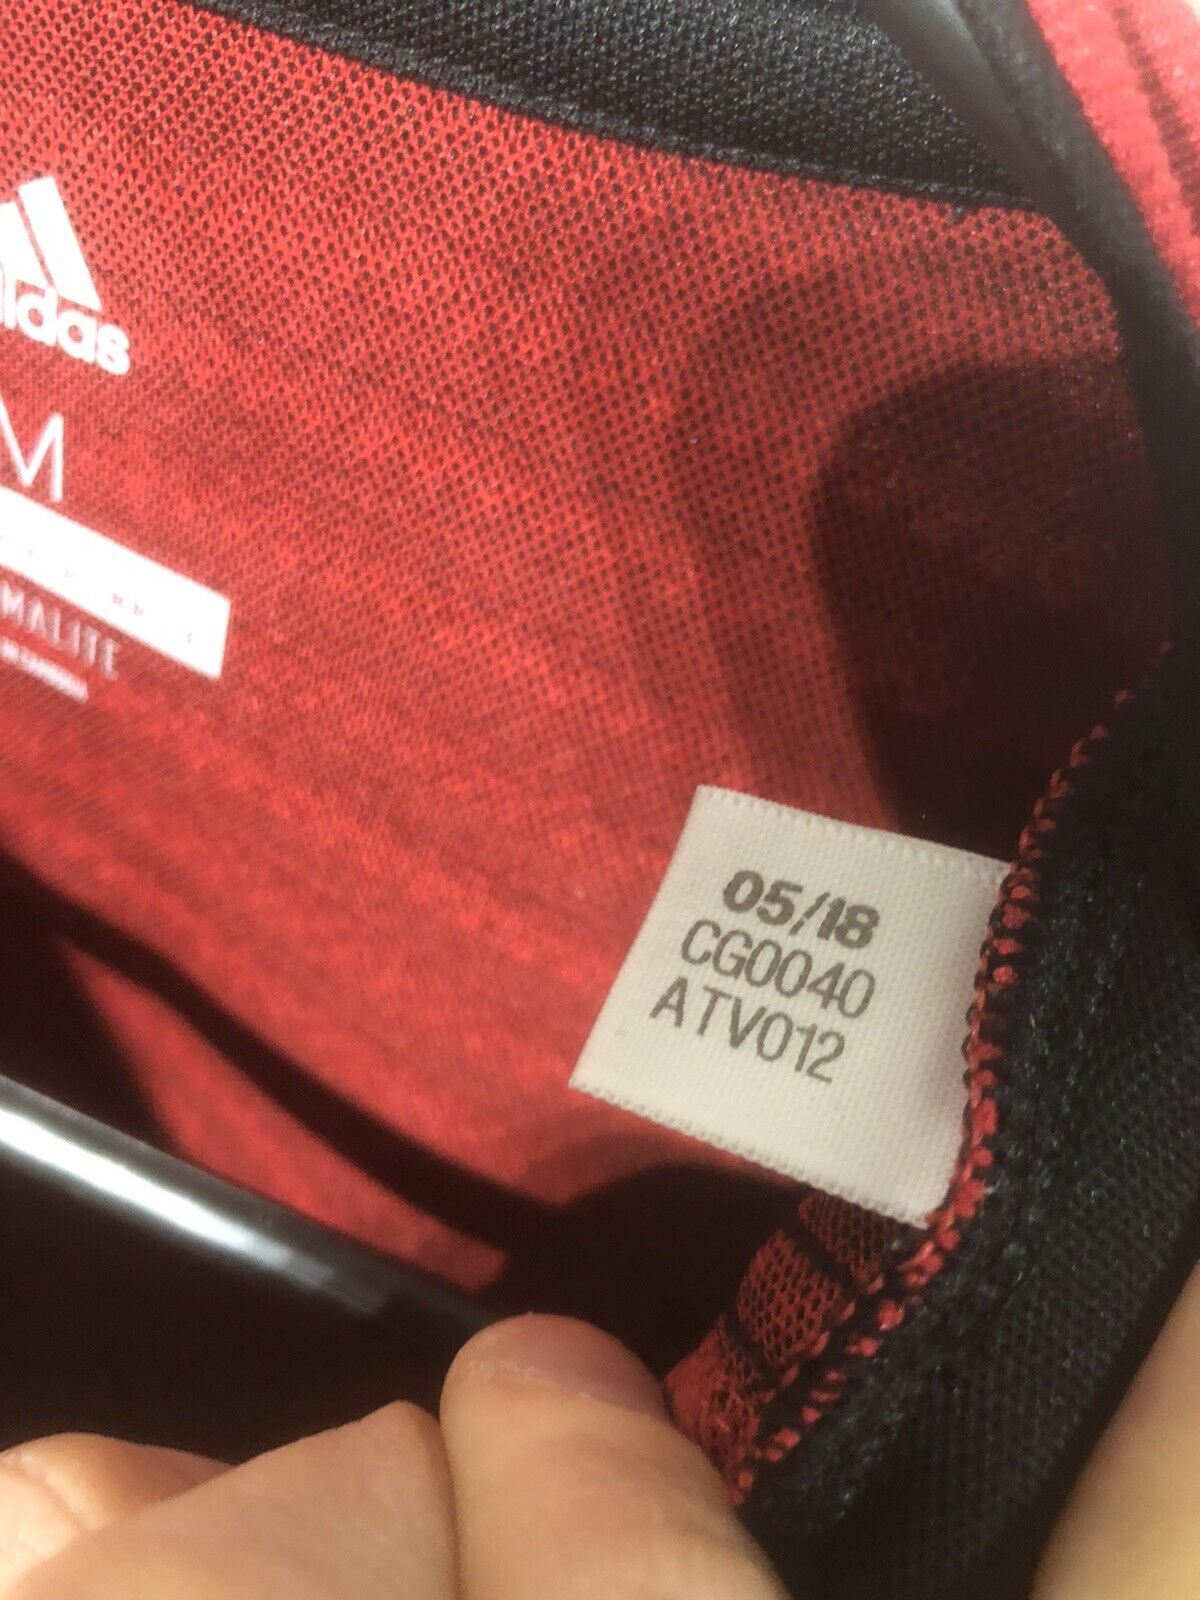 adidas
M
MALITE
05/18
CG0040
ATV012